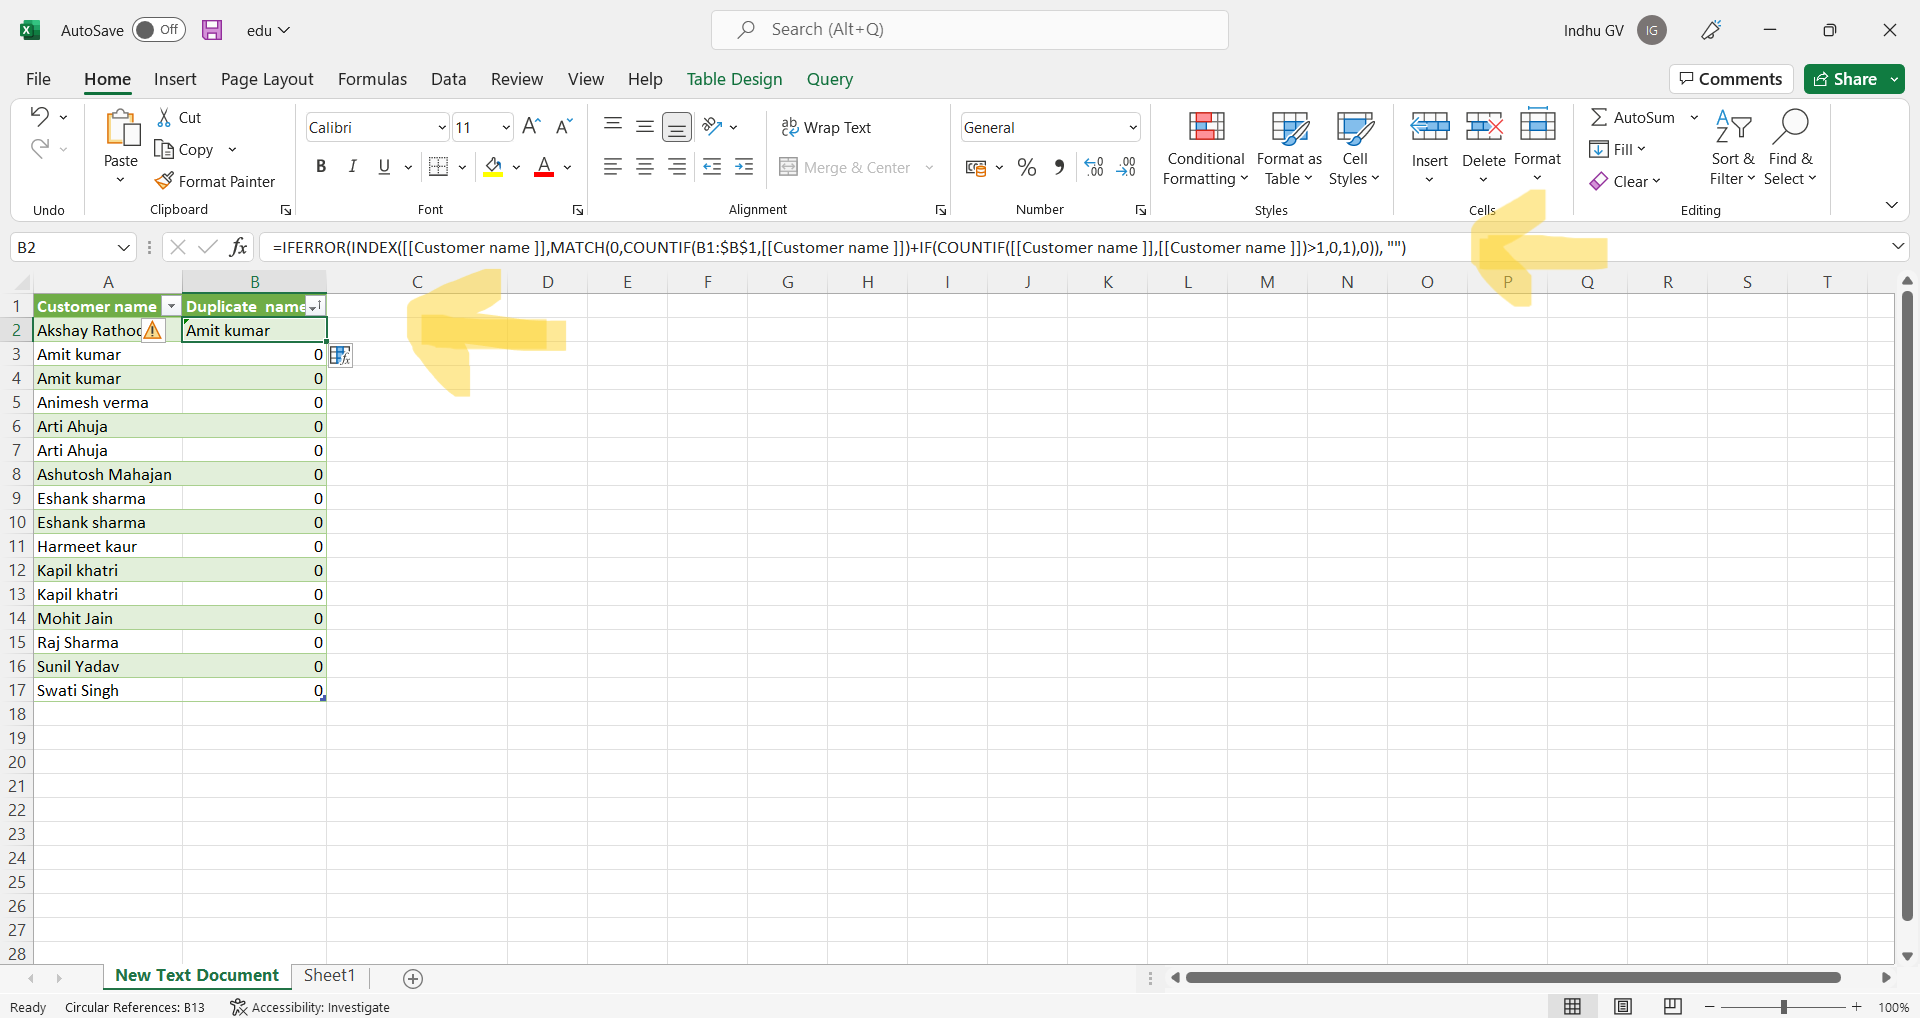 AutoSave Off edu Search (Alt+Q) Indhu GV IG
File Home Insert Page Layout Formulas Data Review View Help Table Design Query Comments Share
Paste Cut Copy Format Painter
Calibri 11
B I U A
ab Wrap Text
Merge & Center
General
% , .00
Conditional Formatting
Format as Table
Cell Styles
Insert Delete Format
AutoSum Fill Clear
Sort & Filter
Find & Select
Undo Clipboard Font Alignment Number Styles Cells Editing
B2 fx =IFERROR(INDEX([[Customer name ]],MATCH(0,COUNTIF(B1:$B$1,[[Customer name ]])+IF(COUNTIF([[Customer name ]],[[Customer name ]])>1,0,1),0)), "")
A B C D E F G H I J K L M N O P Q R S T
1 Customer name Duplicate name
2 Akshay Rathod Amit kumar
3 Amit kumar 0
4 Amit kumar 0
5 Animesh verma 0
6 Arti Ahuja 0
7 Arti Ahuja 0
8 Ashutosh Mahajan 0
9 Eshank sharma 0
10 Eshank sharma 0
11 Harmeet kaur 0
12 Kapil khatri 0
13 Kapil khatri 0
14 Mohit Jain 0
15 Raj Sharma 0
16 Sunil Yadav 0
17 Swati Singh 0
18
19
20
21
22
23
24
25
26
27
28
New Text Document Sheet1
Ready Circular References: B13 Accessibility: Investigate 100%